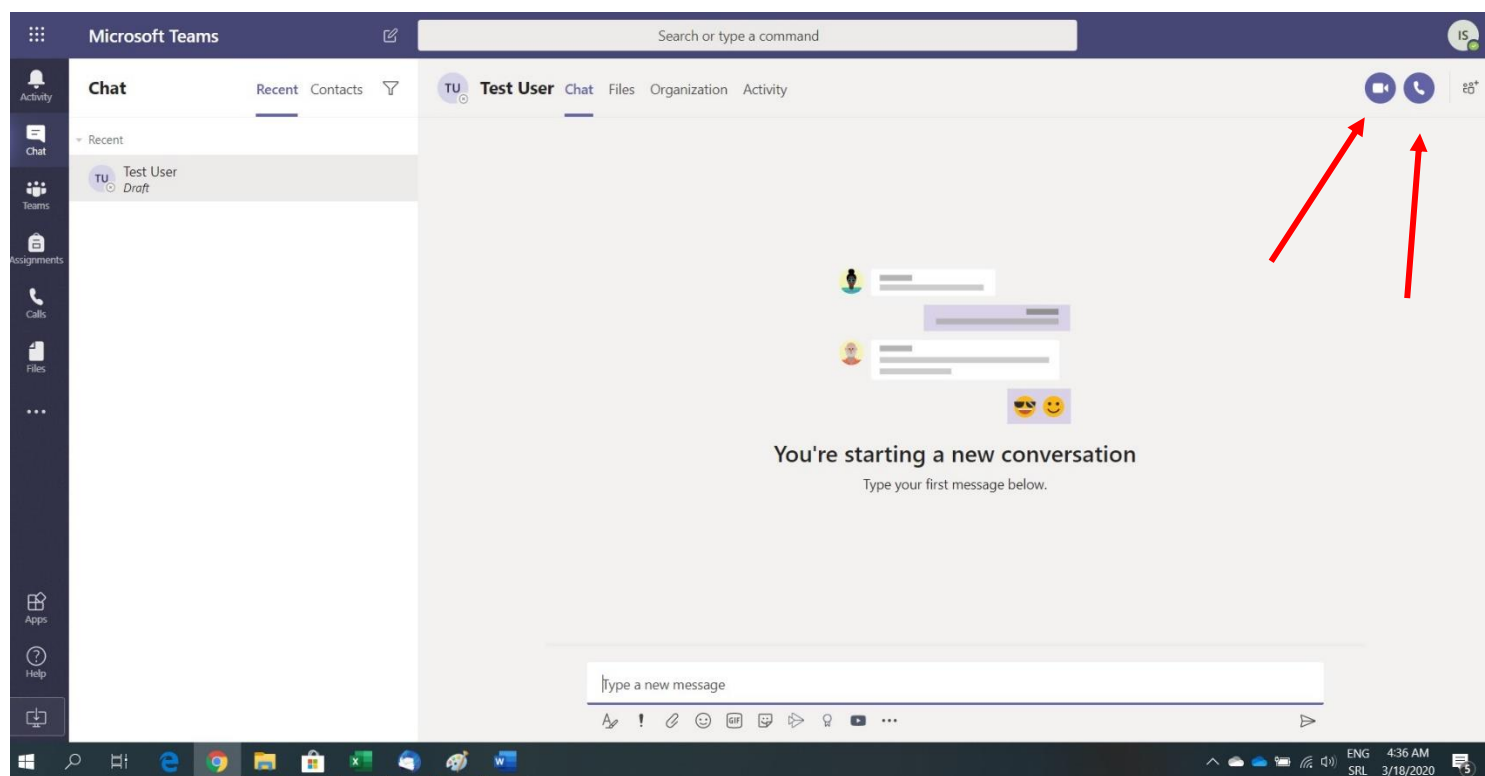 Microsoft Teams
Search or type a command
IS
Activity
Chat
Teams
Assignments
Calls
Files
Apps
Help
Chat Recent Contacts
Recent
TU Test User
Draft
TU Test User Chat Files Organization Activity
You're starting a new conversation
Type your first message below.
Type a new message
GIF
ENG 4:36 AM
SRL 3/18/2020
5